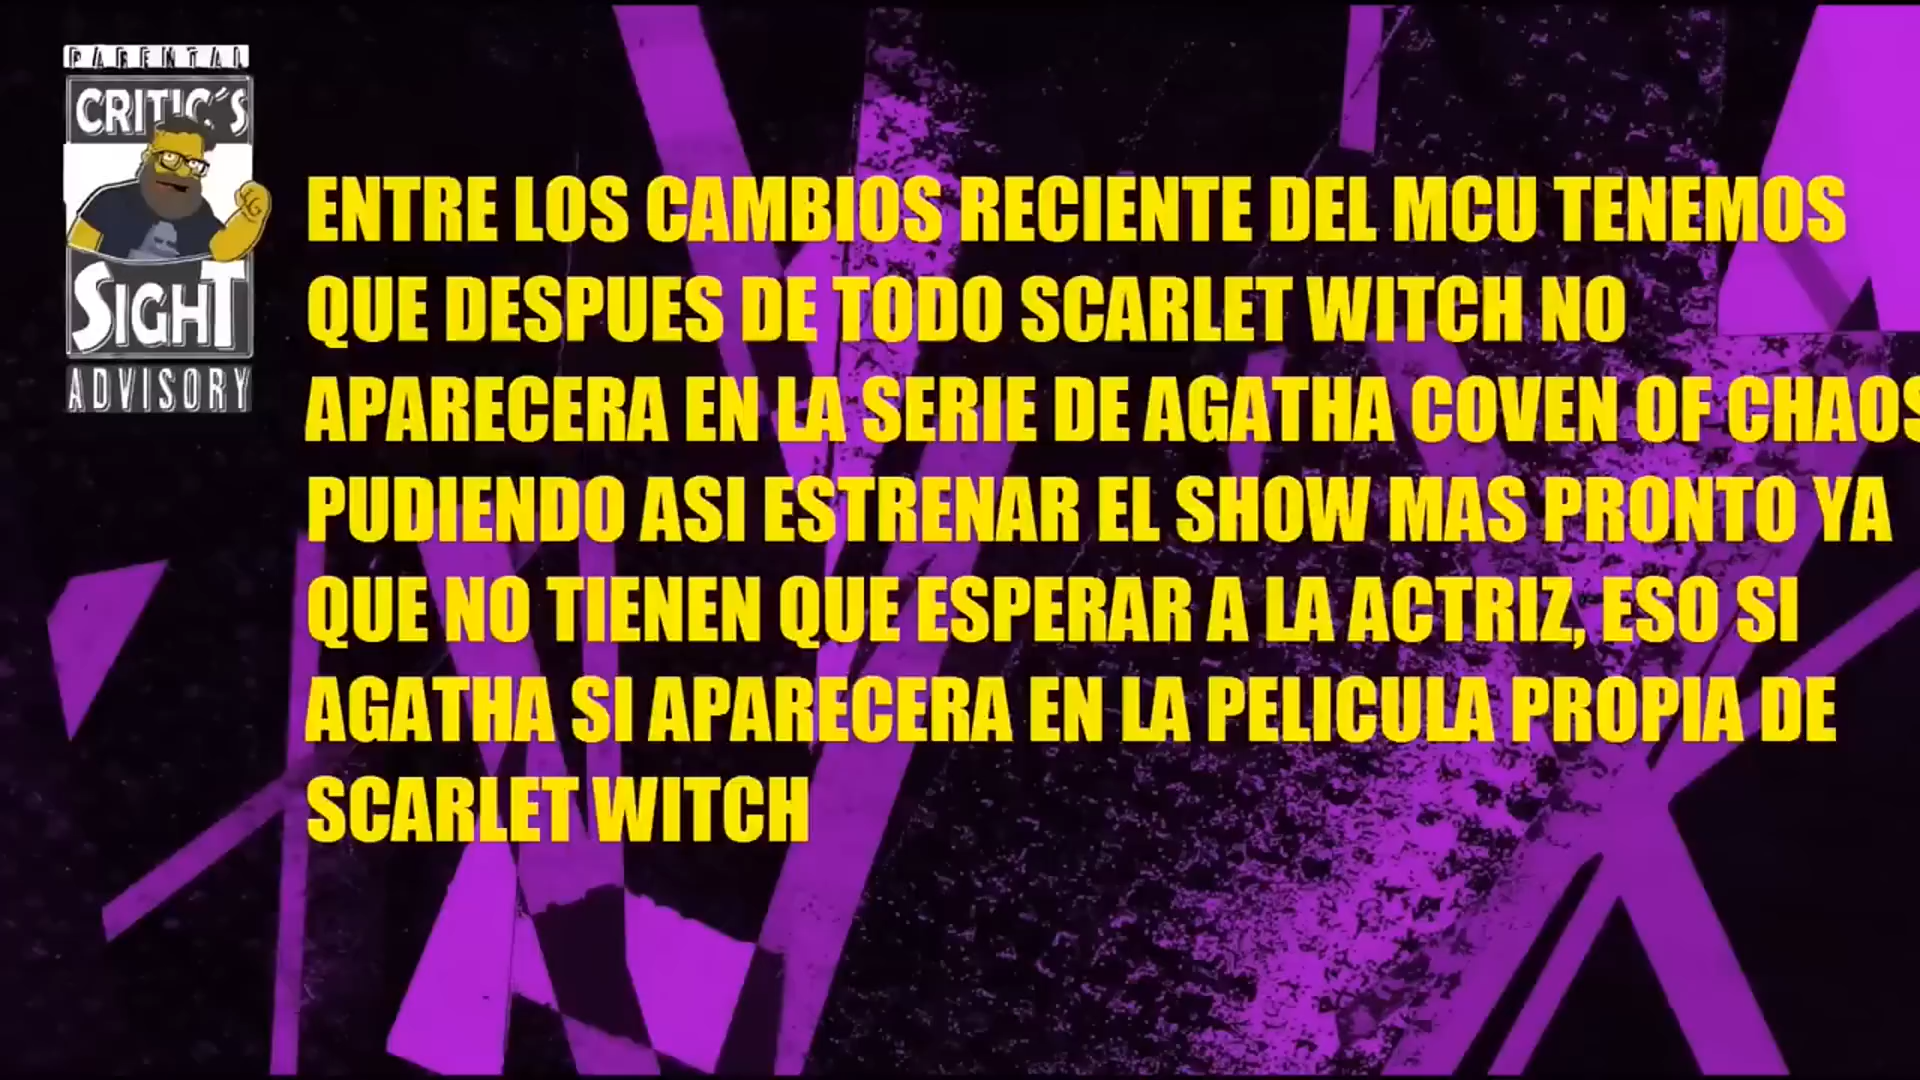 PARENTAL
CRITIC´S
SIGHT
ADVISORY
ENTRE LOS CAMBIOS RECIENTE DEL MCU TENEMOS
QUE DESPUES DE TODO SCARLET WITCH NO
APARECERA EN LA SERIE DE AGATHA COVEN OF CHAOS
PUDIENDO ASI ESTRENAR EL SHOW MAS PRONTO YA
QUE NO TIENEN QUE ESPERAR A LA ACTRIZ, ESO SI
AGATHA SI APARECERA EN LA PELICULA PROPIA DE
SCARLET WITCH